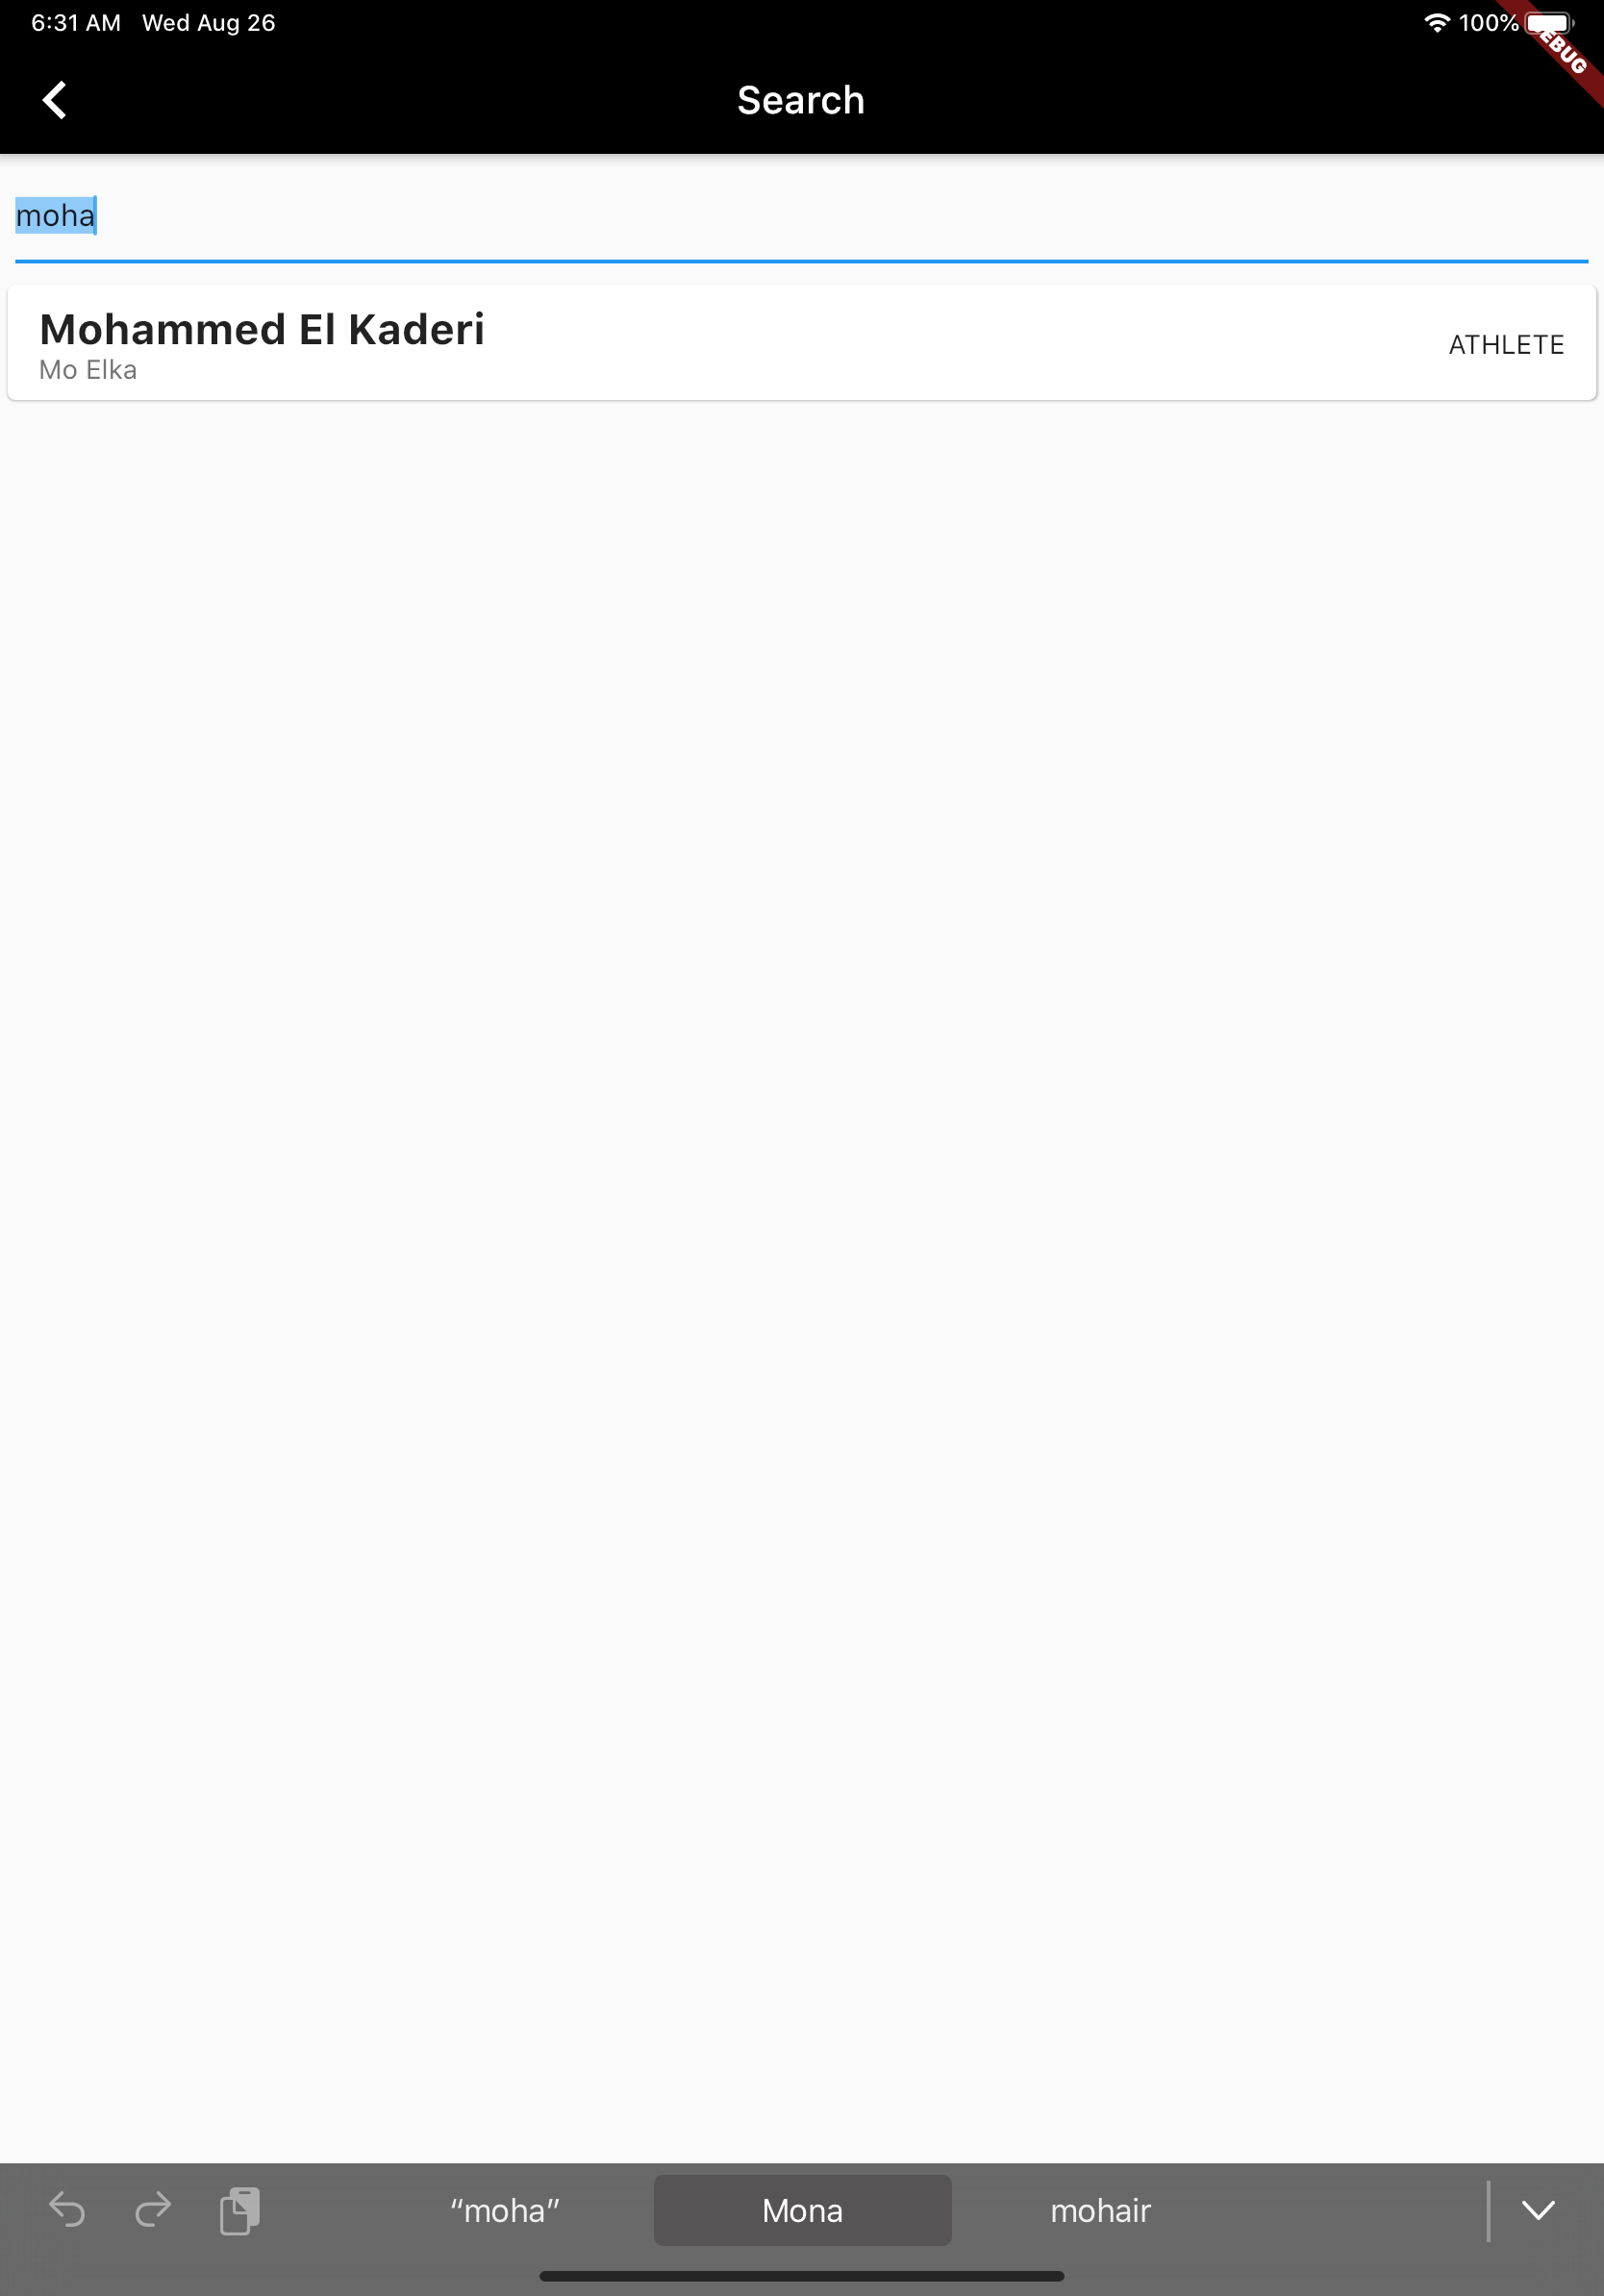 6:31 AM Wed Aug 26
100%
EBUG
Search
moha
Mohammed El Kaderi
Mo Elka
ATHLETE
“moha”
Mona
mohair